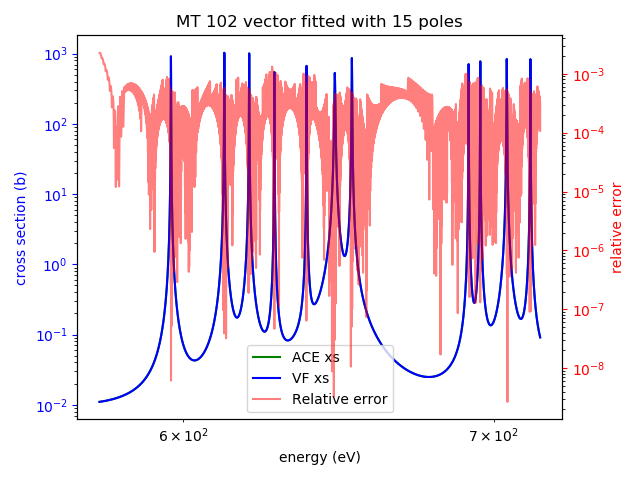 MT 102 vector fitted with 15 poles
cross section (b)
10³
10²
10¹
10⁰
10⁻¹
10⁻²
10⁻³
10⁻⁴
10⁻⁵
10⁻⁶
10⁻⁷
10⁻⁸
relative error
ACE xs
VF xs
Relative error
6 × 10²
7 × 10²
energy (eV)